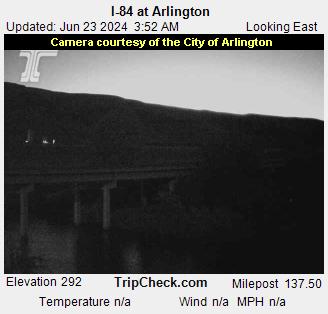 I-84 at Arlington
Updated: Jun 23 2024 3:52 AM Looking East
Camera courtesy of the City of Arlington
Elevation 292 TripCheck.com Milepost 137.50
Temperature n/a Wind n/a MPH n/a